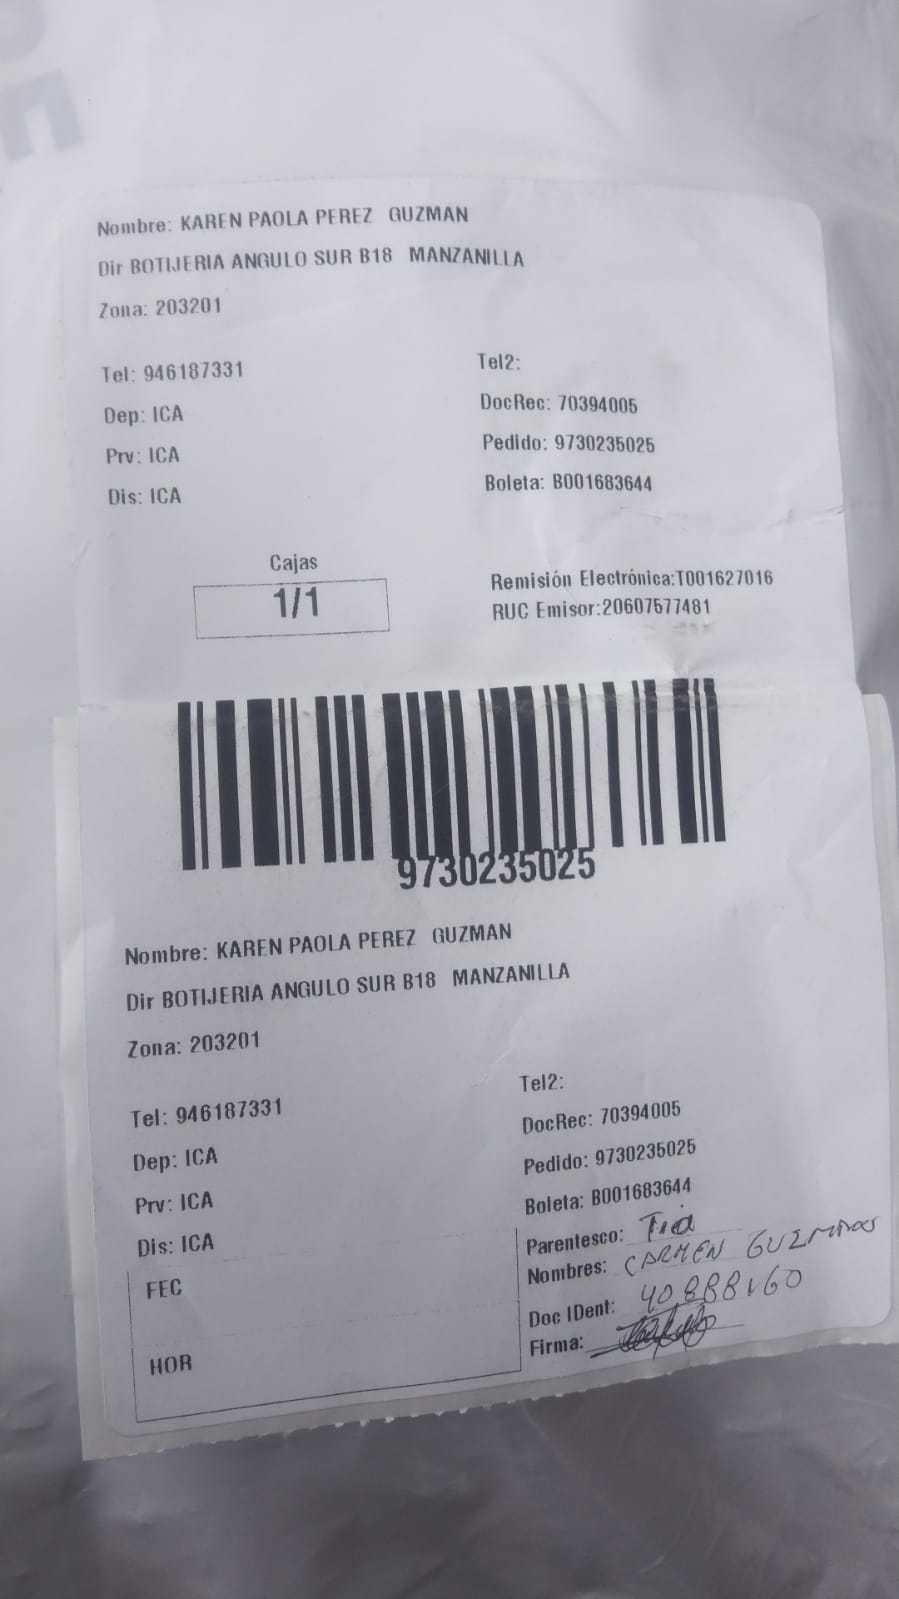 Nombre: KAREN PAOLA PEREZ GUZMAN
Dir BOTIJERIA ANGULO SUR B18 MANZANILLA
Zona: 203201
Tel: 946187331 Tel2:
Dep: ICA DocRec: 70394005
Prv: ICA Pedido: 9730235025
Dis: ICA Boleta: B001683644
Cajas
1/1
Remisión Electrónica:T001627016
RUC Emisor:20607577481
9730235025
Nombre: KAREN PAOLA PEREZ GUZMAN
Dir BOTIJERIA ANGULO SUR B18 MANZANILLA
Zona: 203201
Tel: 946187331 Tel2:
Dep: ICA DocRec: 70394005
Prv: ICA Pedido: 9730235025
Dis: ICA Boleta: B001683644
Parentesco: Tia
Nombres: CARMEN
Doc IDent:
Firma:
FEC
HOR